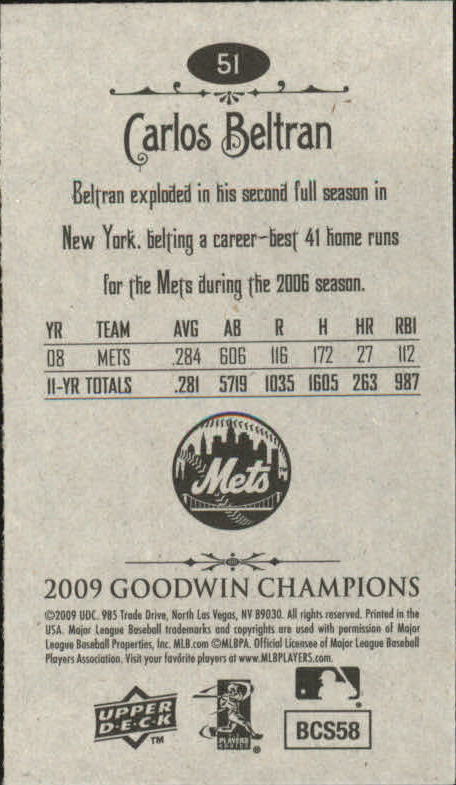 51
Carlos Beltran
Beltran exploded in his second full season in
New York, belting a career-best 41 home runs
for the Mets during the 2006 season.
YR TEAM AVG AB R H HR RBI
08 METS .284 606 116 172 27 112
11-YR TOTALS .281 5719 1035 1605 263 987
Mets
2009 GOODWIN CHAMPIONS
©2009 UDC. 985 Trade Drive, North Las Vegas, NV 89030. All rights reserved. Printed in the
USA. Major League Baseball trademarks and copyrights are used with permission of Major
League Baseball Properties, Inc. MLB.com ©MLBPA. Official Licensee of Major League Baseball
Players Association. Visit your favorite players at www.MLBPLAYERS.com.
UPPER
D·E·C·K
TM
PLAYERS
CHOICE
®
BCS58